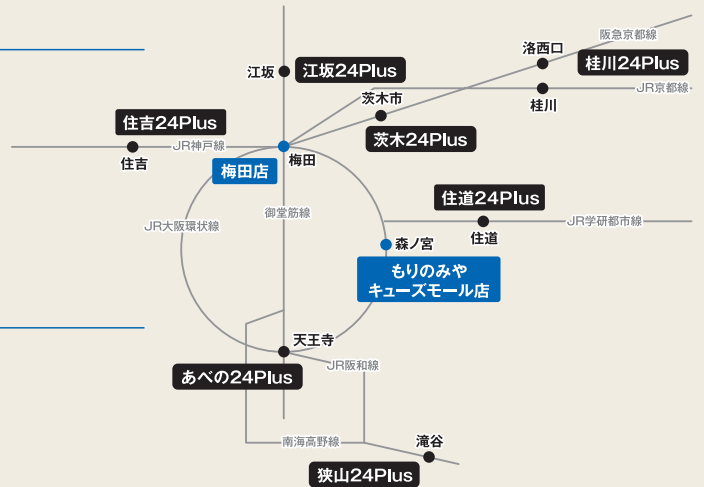 阪急京都線
洛西口
江坂
江坂24Plus
桂川24Plus
JR京都線
茨木市
桂川
住吉24Plus
茨木24Plus
JR神戸線
住吉
梅田
梅田店
住道24Plus
御堂筋線
JR大阪環状線
JR学研都市線
住道
森ノ宮
もりのみや
キューズモール店
天王寺
JR阪和線
あべの24Plus
南海高野線
滝谷
狭山24Plus